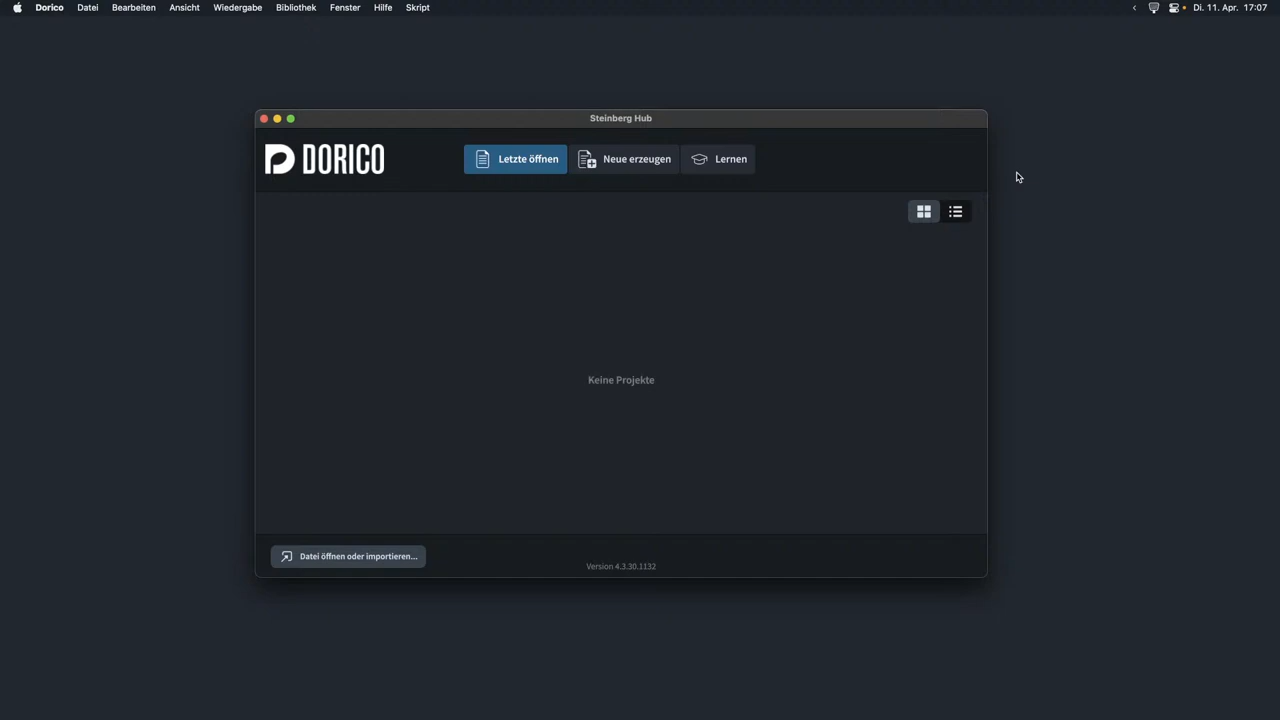 Dorico Datei Bearbeiten Ansicht Wiedergabe Bibliothek Fenster Hilfe Skript Di. 11. Apr. 17:07
Steinberg Hub
DORICO Letzte öffnen Neue erzeugen Lernen
Keine Projekte
Datei öffnen oder importieren...
Version 4.3.30.1132